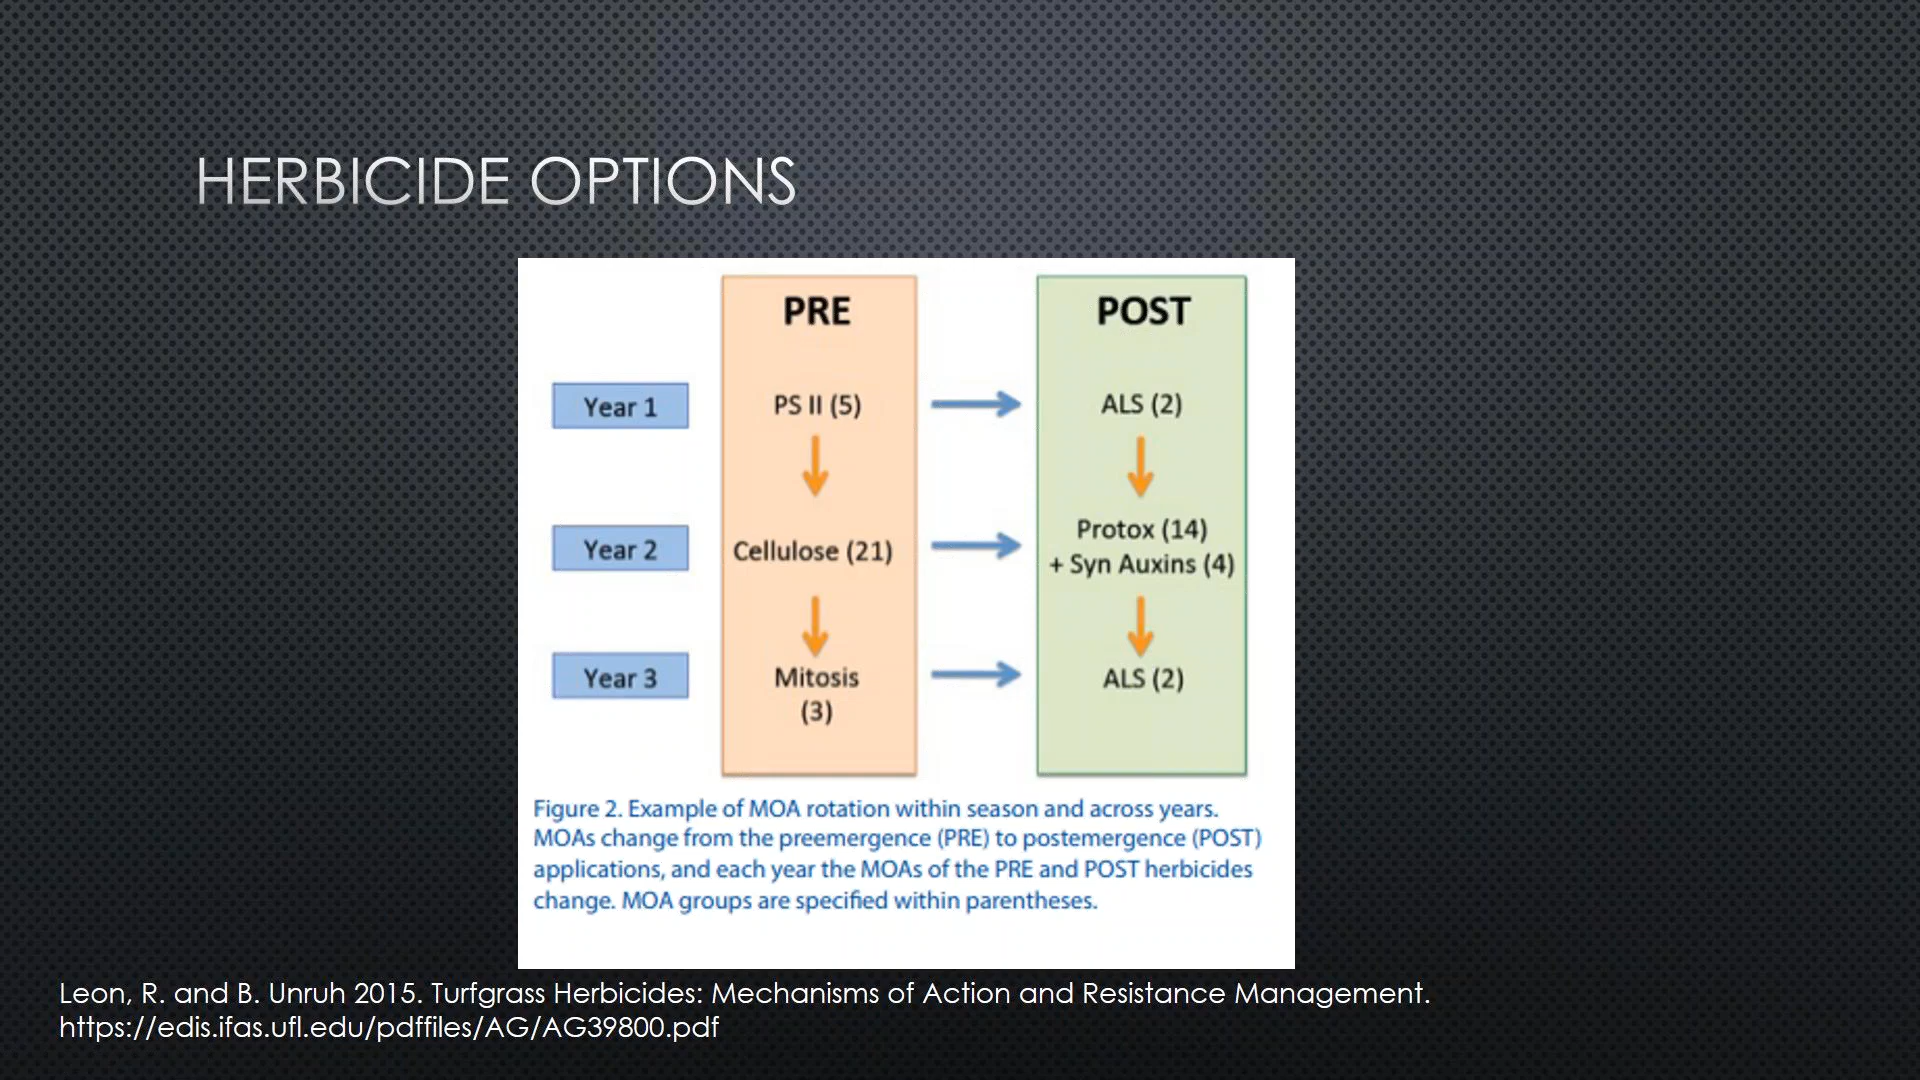 HERBICIDE OPTIONS
PRE
POST
Year 1
PS II (5)
ALS (2)
Year 2
Cellulose (21)
Protox (14)
+ Syn Auxins (4)
Year 3
Mitosis
(3)
ALS (2)
Figure 2. Example of MOA rotation within season and across years.
MOAs change from the preemergence (PRE) to postemergence (POST)
applications, and each year the MOAs of the PRE and POST herbicides
change. MOA groups are specified within parentheses.
Leon, R. and B. Unruh 2015. Turfgrass Herbicides: Mechanisms of Action and Resistance Management.
https://edis.ifas.ufl.edu/pdffiles/AG/AG39800.pdf